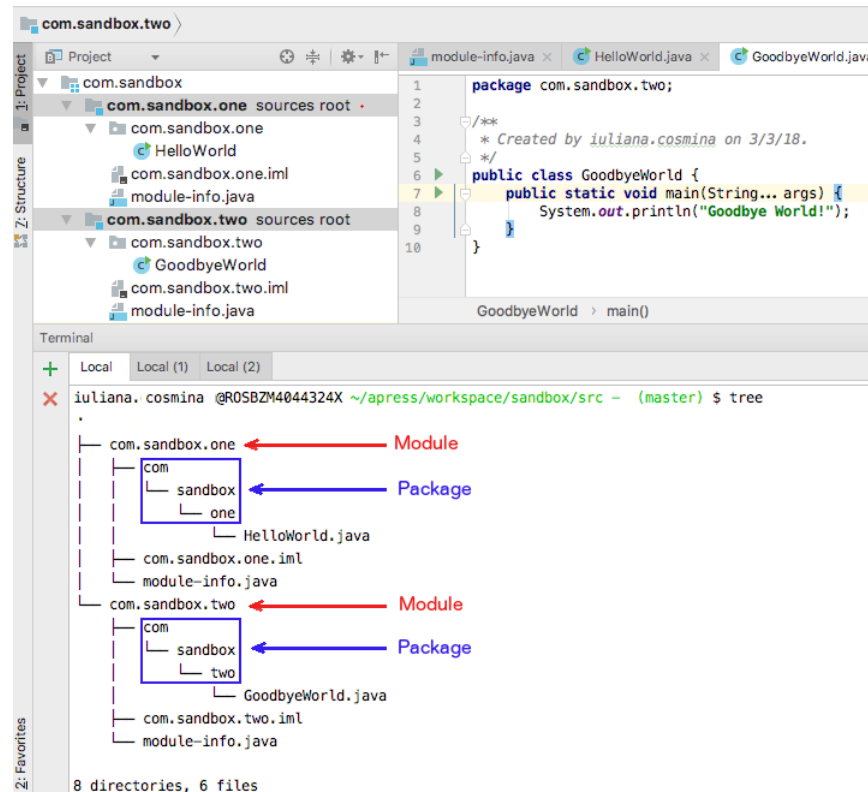 com.sandbox.two
1: Project
Z: Structure
2: Favorites
Project
com.sandbox
com.sandbox.one sources root
com.sandbox.one
HelloWorld
com.sandbox.one.iml
module-info.java
com.sandbox.two sources root
com.sandbox.two
GoodbyeWorld
com.sandbox.two.iml
module-info.java
module-info.java HelloWorld.java GoodbyeWorld.java
1 package com.sandbox.two;
2
3 /**
4 * Created by iuliana.cosmina on 3/3/18.
5 */
6 public class GoodbyeWorld {
7 public static void main(String... args) {
8 System.out.println("Goodbye World!");
9 }
10 }
GoodbyeWorld › main()
Terminal
Local Local (1) Local (2)
iuliana. cosmina @ROSBZM4044324X ~/apress/workspace/sandbox/src – (master) $ tree
.
├── com.sandbox.one Module
│ ├── com
│ │ └── sandbox Package
│ │ └── one
│ │ └── HelloWorld.java
│ ├── com.sandbox.one.iml
│ └── module-info.java
└── com.sandbox.two Module
├── com
│ └── sandbox Package
│ └── two
│ └── GoodbyeWorld.java
├── com.sandbox.two.iml
└── module-info.java
8 directories, 6 files